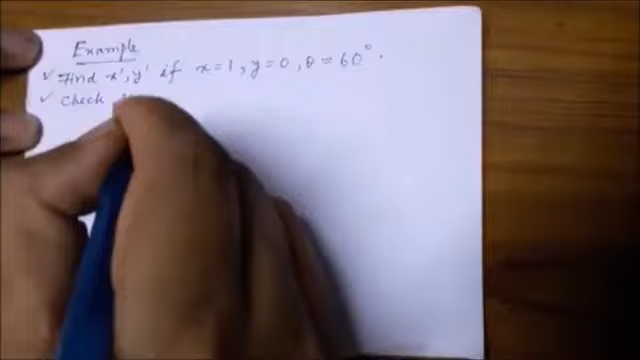 Example
✓ Find x', y' if x=1, y=0, θ = 60°.
✓ Check